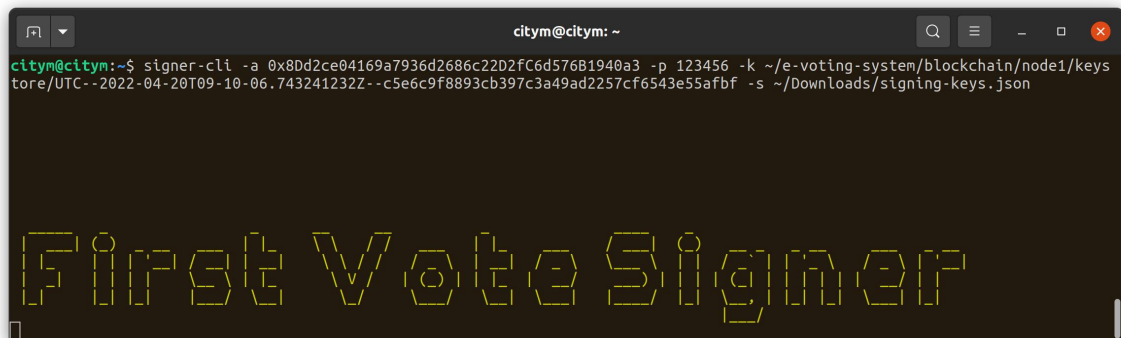 citym@citym: ~
citym@citym:~$ signer-cli -a 0x8Dd2ce04169a7936d2686c22D2fC6d576B1940a3 -p 123456 -k ~/e-voting-system/blockchain/node1/keys
tore/UTC--2022-04-20T09-10-06.743241232Z--c5e6c9f8893cb397c3a49ad2257cf6543e55afbf -s ~/Downloads/signing-keys.json
First Vote Signer